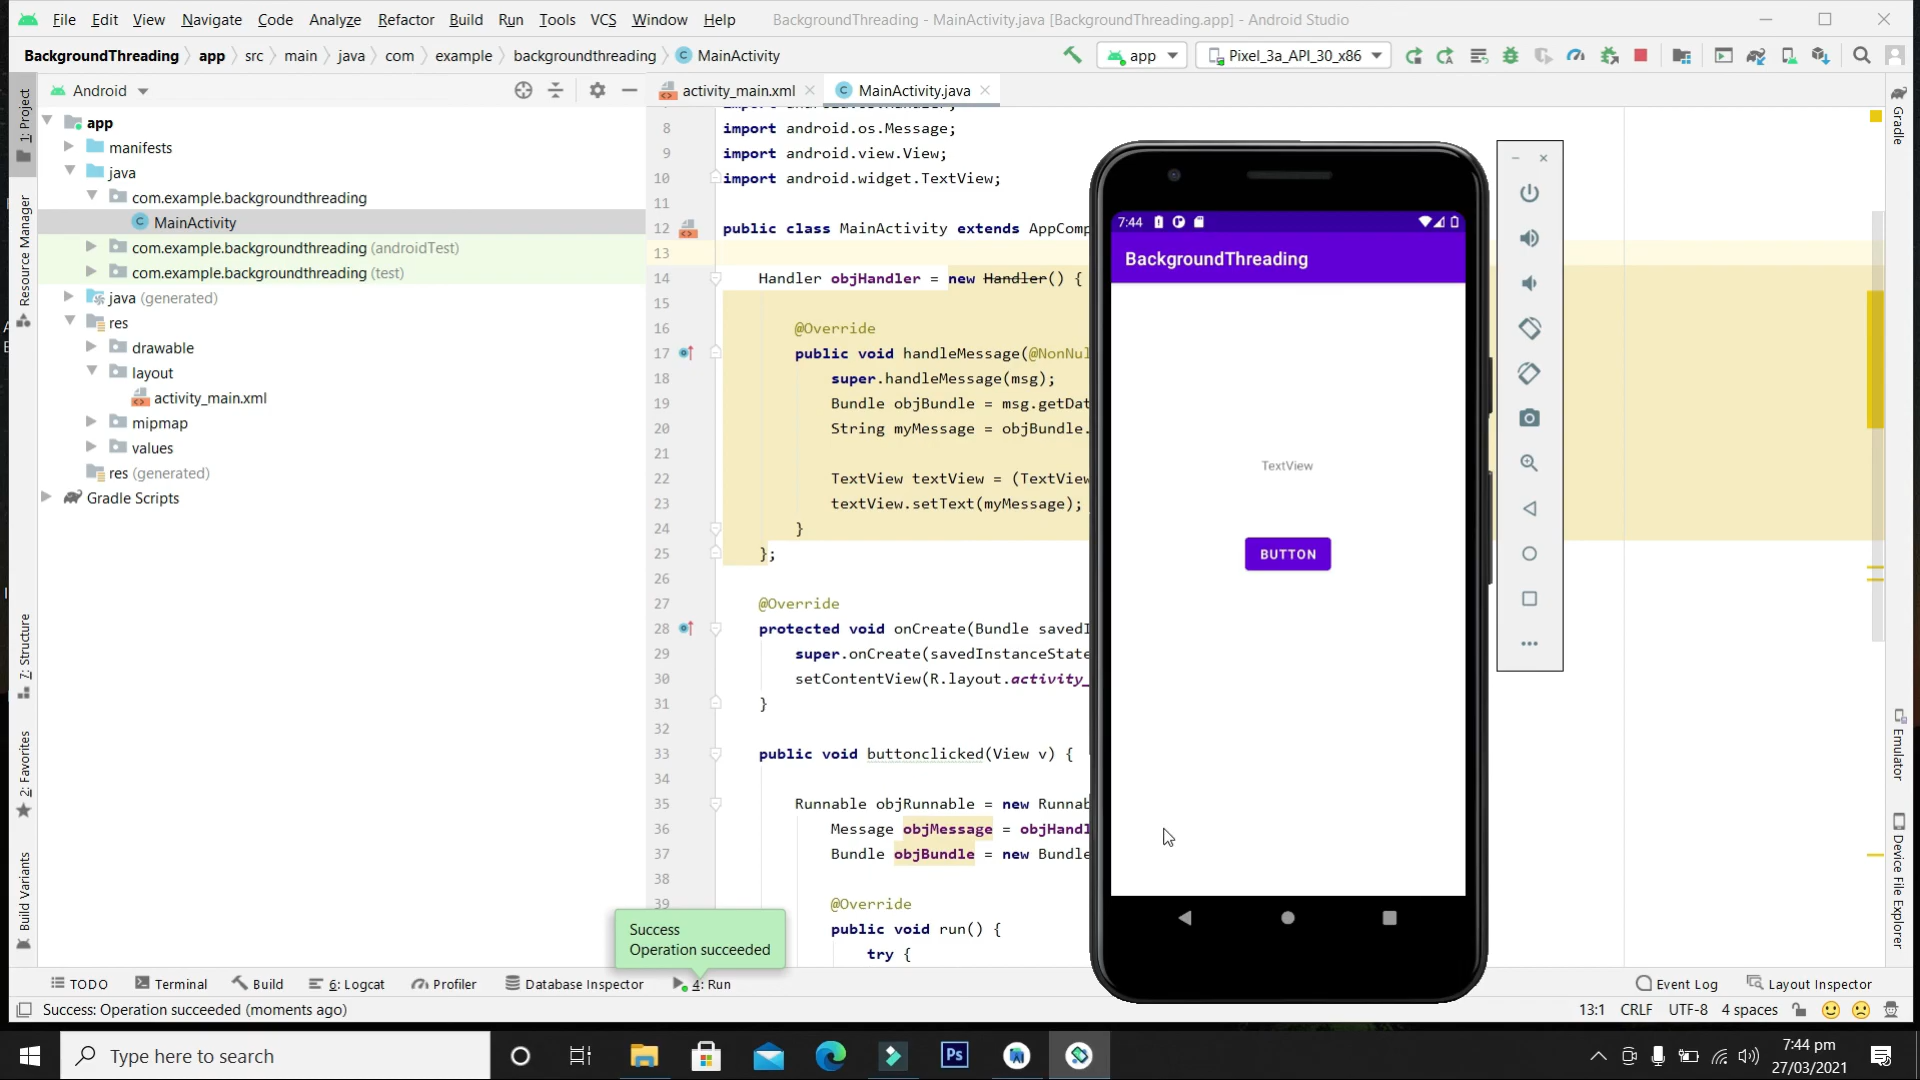 File Edit View Navigate Code Analyze Refactor Build Run Tools VCS Window Help BackgroundThreading - MainActivity.java [BackgroundThreading.app] - Android Studio
BackgroundThreading app src main java com example backgroundthreading MainActivity app Pixel_3a_API_30_x86
Android
activity_main.xml MainActivity.java
1: Project
Resource Manager
7: Structure
2: Favorites
Build Variants
app
manifests
java
com.example.backgroundthreading
MainActivity
com.example.backgroundthreading (androidTest)
com.example.backgroundthreading (test)
java (generated)
res
drawable
layout
activity_main.xml
mipmap
values
res (generated)
Gradle Scripts
8 import android.os.Message;
9 import android.view.View;
10 import android.widget.TextView;
11
12 public class MainActivity extends AppComp
13
14 Handler objHandler = new Handler() {
15
16 @Override
17 public void handleMessage(@NonNul
18 super.handleMessage(msg);
19 Bundle objBundle = msg.getDat
20 String myMessage = objBundle.
21
22 TextView textView = (TextView
23 textView.setText(myMessage);
24 }
25 };
26
27 @Override
28 protected void onCreate(Bundle savedI
29 super.onCreate(savedInstanceState
30 setContentView(R.layout.activity_
31 }
32
33 public void buttonclicked(View v) {
34
35 Runnable objRunnable = new Runnab
36 Message objMessage = objHandl
37 Bundle objBundle = new Bundle
38
39 @Override
public void run() {
try {
7:44
BackgroundThreading
TextView
BUTTON
Gradle
Emulator
Device File Explorer
Success
Operation succeeded
TODO Terminal Build 6: Logcat Profiler Database Inspector 4: Run Event Log Layout Inspector
Success: Operation succeeded (moments ago) 13:1 CRLF UTF-8 4 spaces
Type here to search
Ps
7:44 pm
27/03/2021